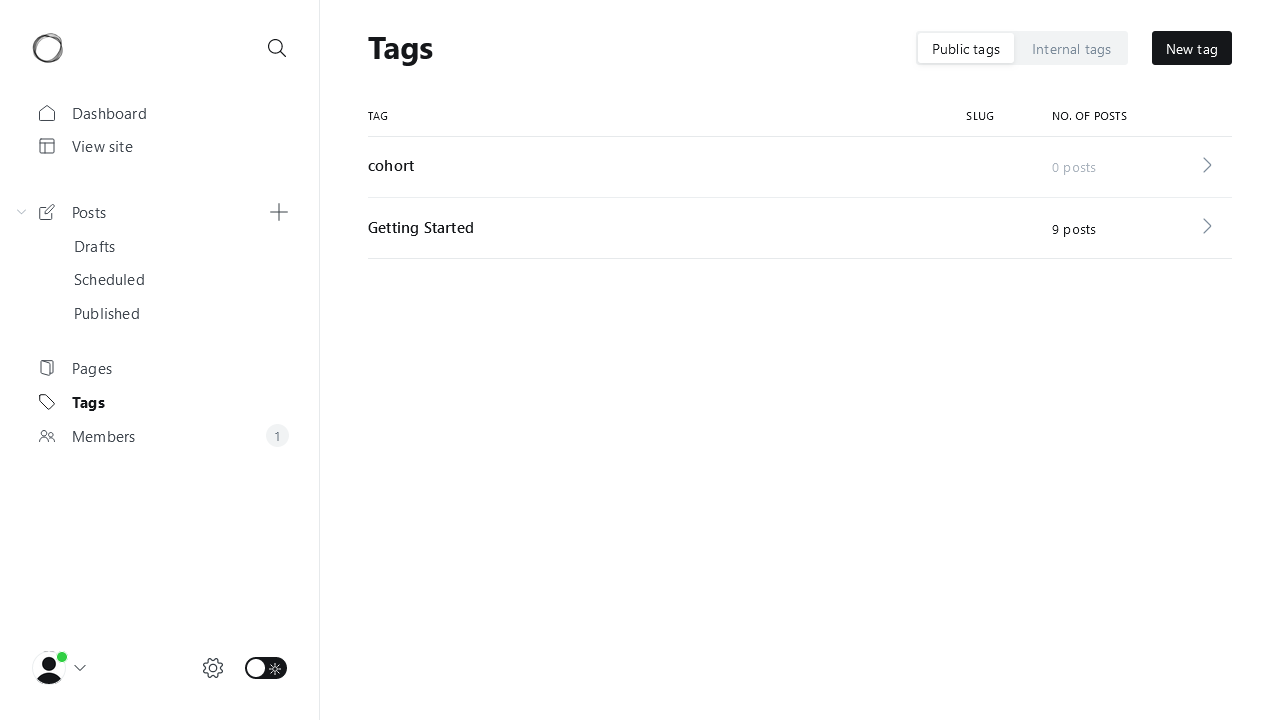 Tags
Public tags
Internal tags
New tag
Dashboard
View site
Posts
Drafts
Scheduled
Published
Pages
Tags
Members
1
TAG
SLUG
NO. OF POSTS
cohort
0 posts
Getting Started
9 posts